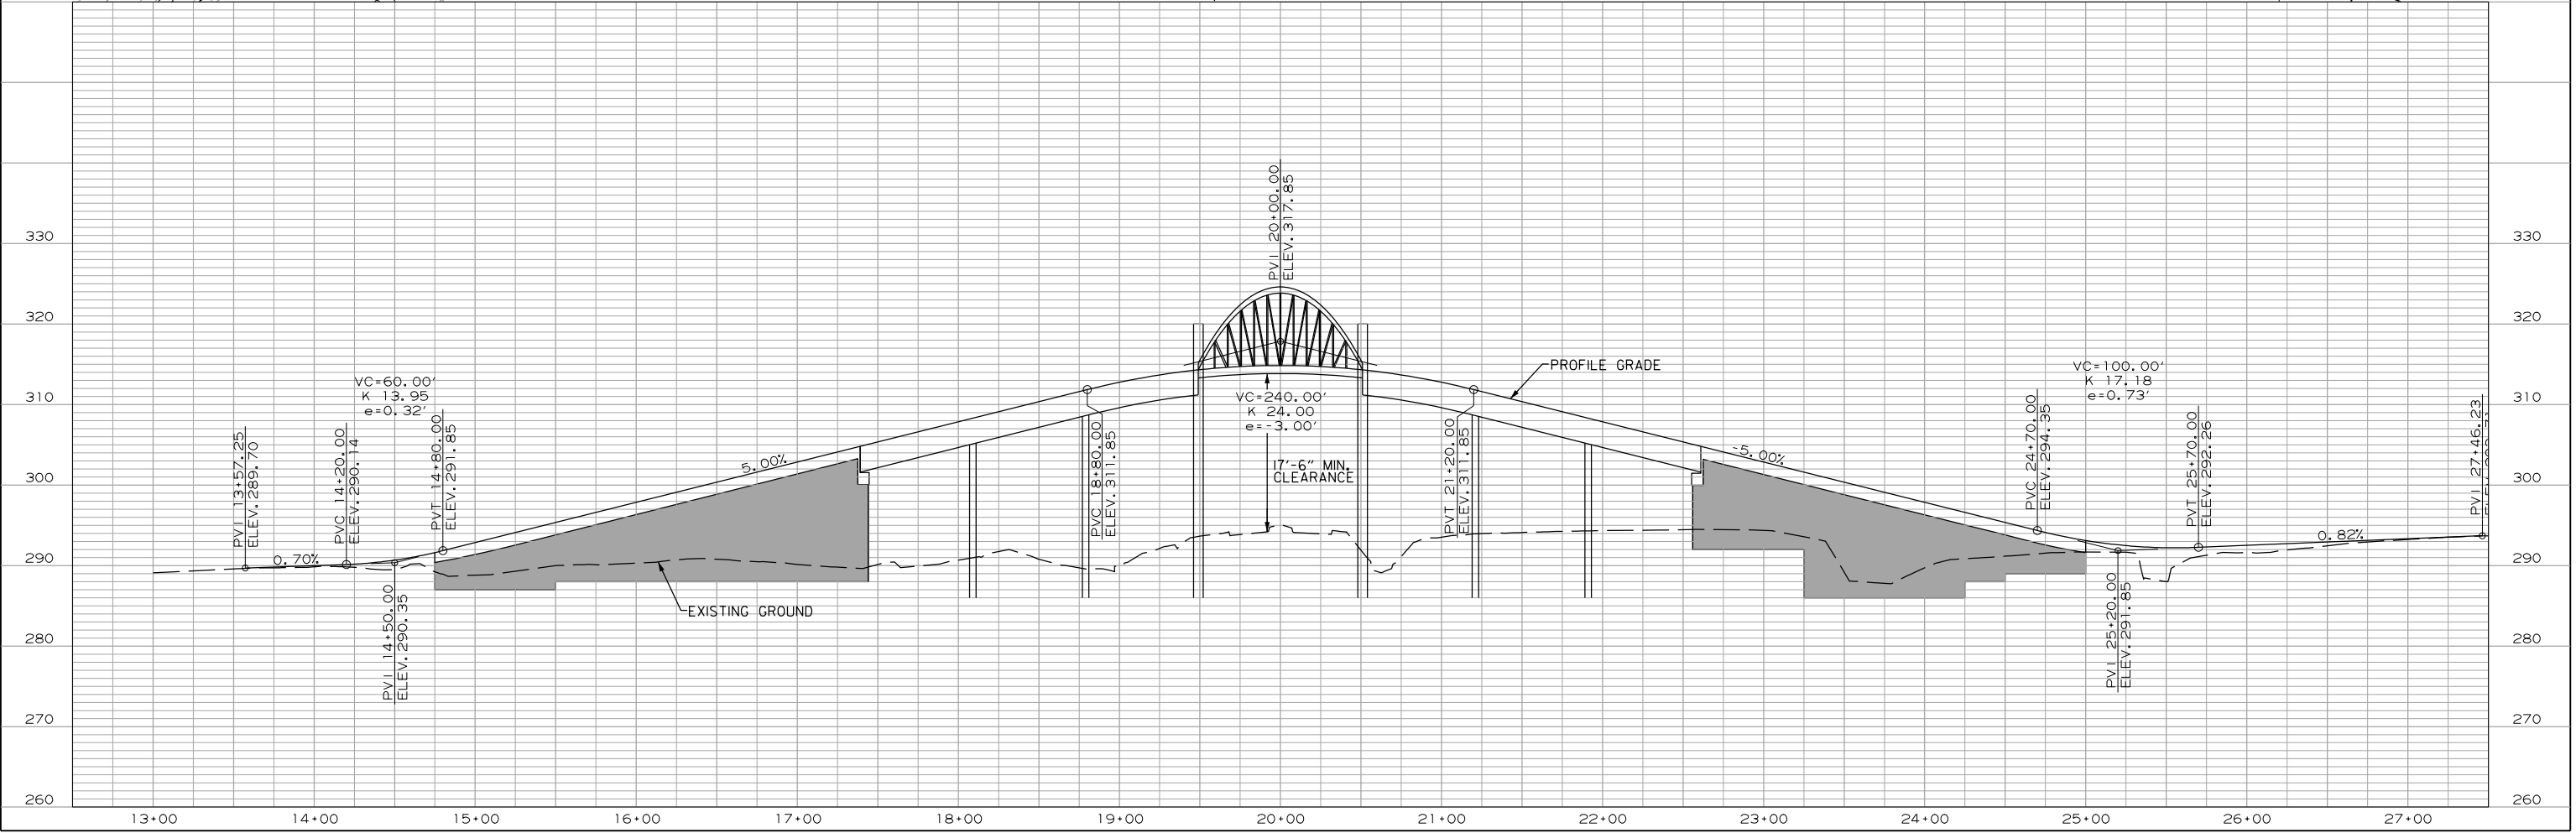 PVI 20+00.00
ELEV. 317.85
330
330
320
320
PROFILE GRADE
VC=60.00'
K 13.95
e=0.32'
VC=100.00'
K 17.18
e=0.73'
310
310
VC=240.00'
K 24.00
e=-3.00'
PVI 13+57.25
ELEV. 289.70
PVC 14+20.00
ELEV. 290.14
PVT 14+80.00
ELEV. 291.85
5.00%
PVC 18+80.00
ELEV. 311.85
17'-6" MIN.
CLEARANCE
PVT 21+20.00
ELEV. 311.85
-5.00%
PVC 24+70.00
ELEV. 294.35
PVT 25+70.00
ELEV. 292.26
PVI 27+46.23
300
300
0.70%
0.82%
290
290
EXISTING GROUND
PVI 14+50.00
ELEV. 290.35
PVI 25+20.00
ELEV. 291.85
280
280
270
270
260
260
13+00 14+00 15+00 16+00 17+00 18+00 19+00 20+00 21+00 22+00 23+00 24+00 25+00 26+00 27+00